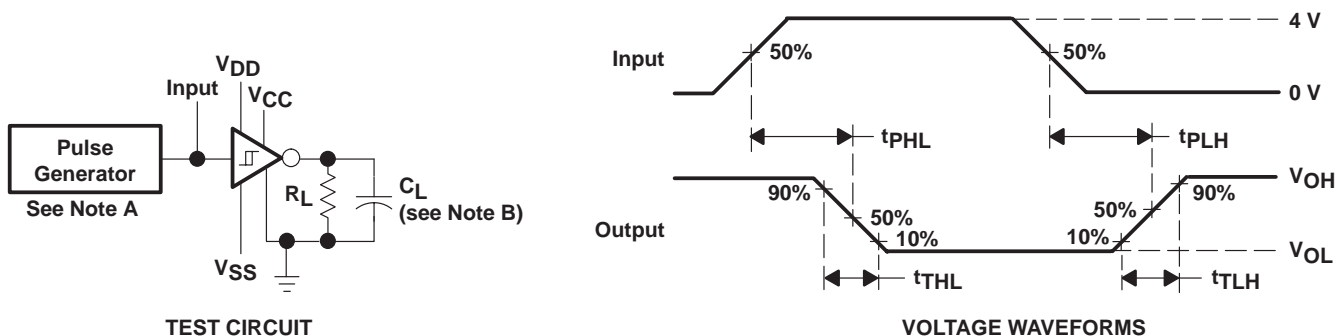 VDD
Input
VCC
Pulse
Generator
See Note A
RL
CL
(see Note B)
VSS
TEST CIRCUIT
4 V
Input
50%
50%
0 V
tPHL
tPLH
VOH
90%
90%
50%
50%
Output
10%
10%
VOL
tTHL
tTLH
VOLTAGE WAVEFORMS